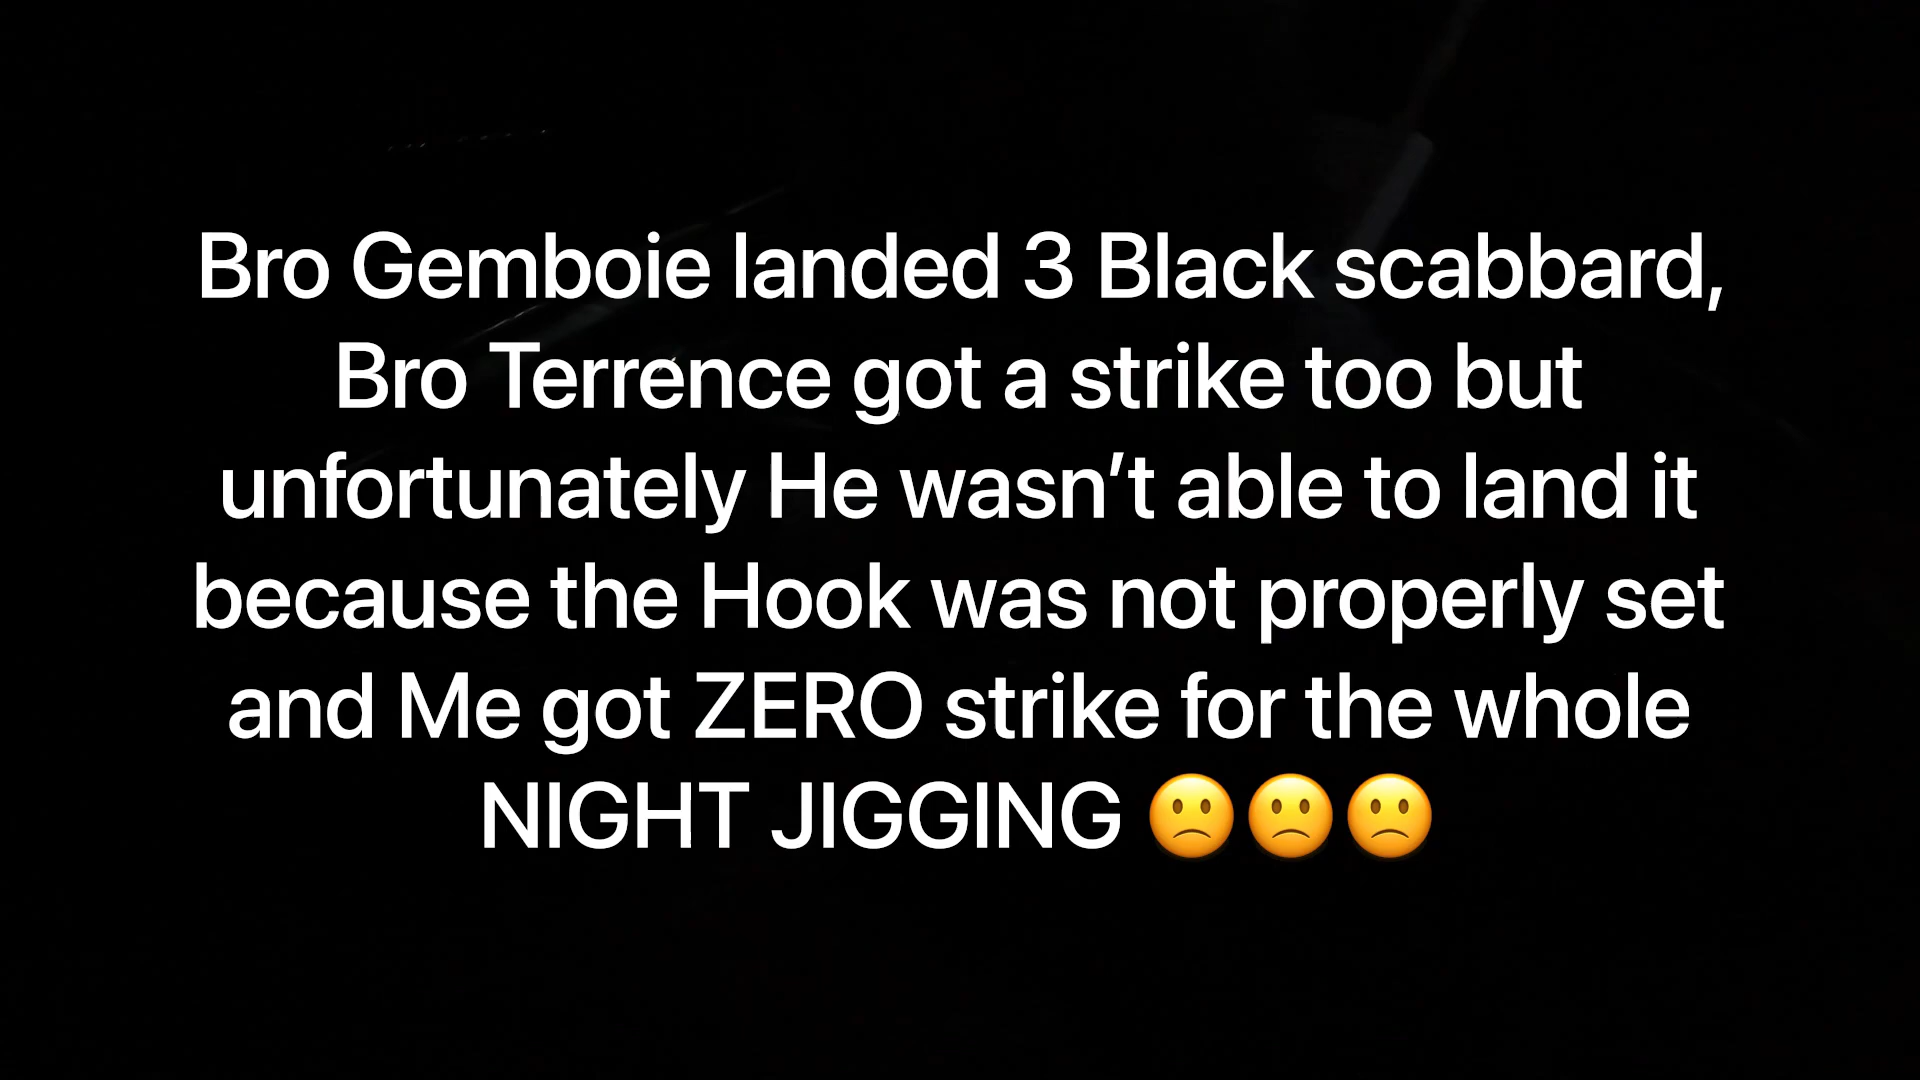 Bro Gemboie landed 3 Black scabbard,
Bro Terrence got a strike too but
unfortunately He wasn’t able to land it
because the Hook was not properly set
and Me got ZERO strike for the whole
NIGHT JIGGING 🙁🙁🙁